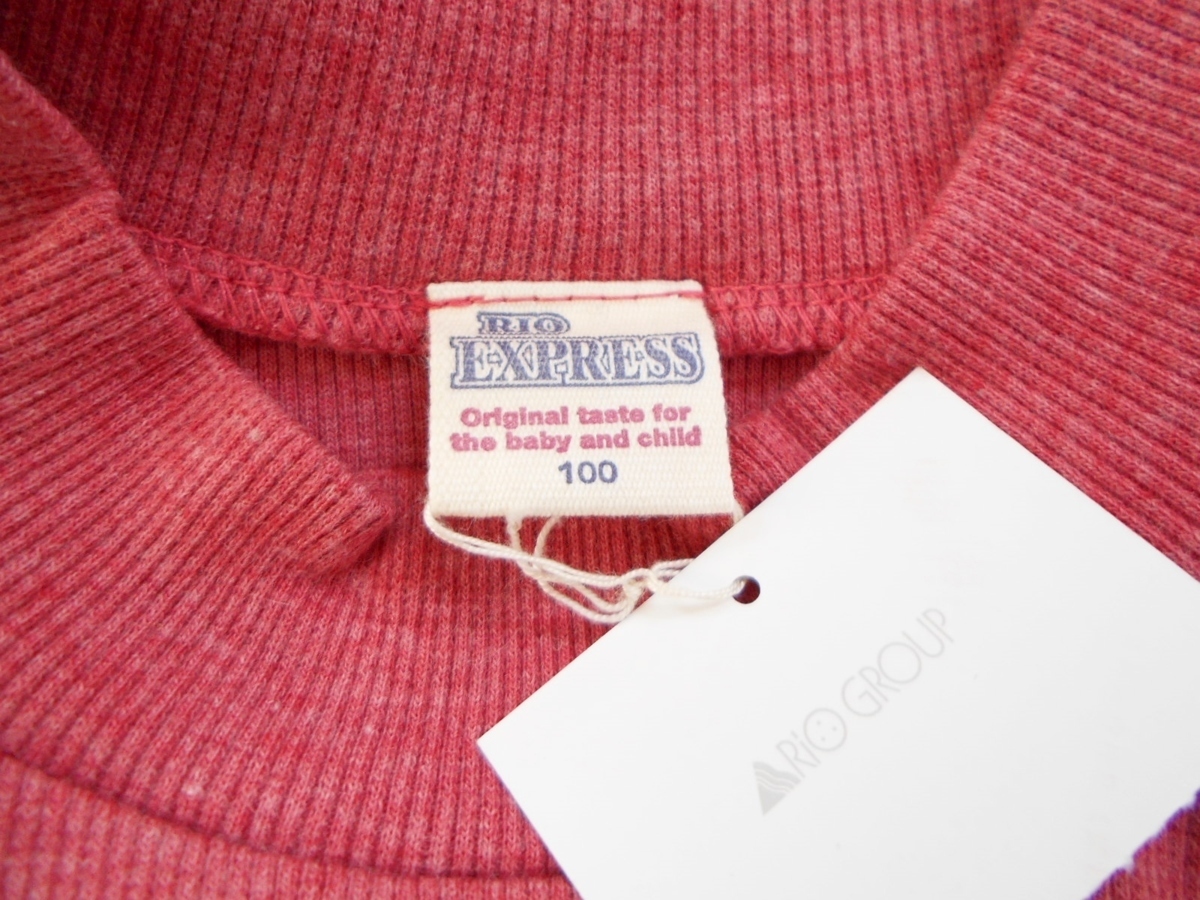 RIO
EXPRESS
Original taste for
the baby and child
100
RIO GROUP